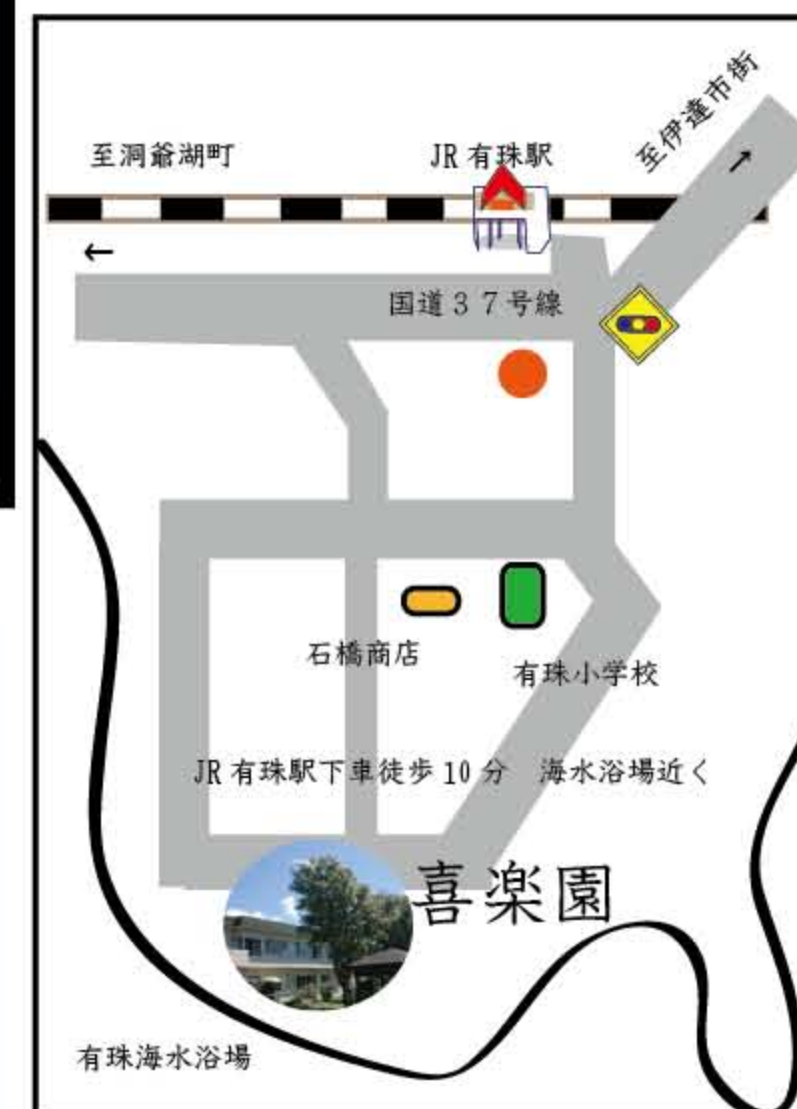 至洞爺湖町
JR 有珠駅
至伊達市街
→
←
国道３７号線
石橋商店
有珠小学校
JR 有珠駅下車徒歩 10 分　海水浴場近く
喜楽園
有珠海水浴場